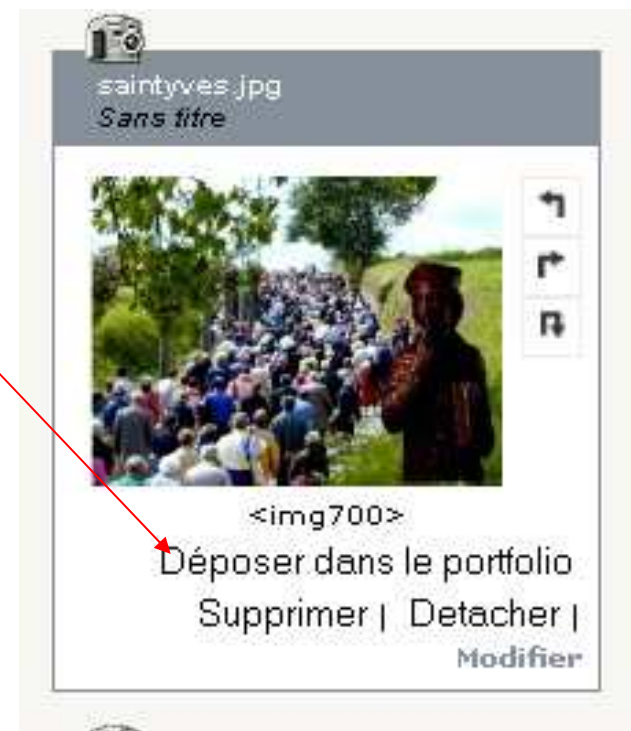 saintyves.jpg
Sans titre
<img700>
Déposer dans le portfolio
Supprimer | Detacher |
Modifier